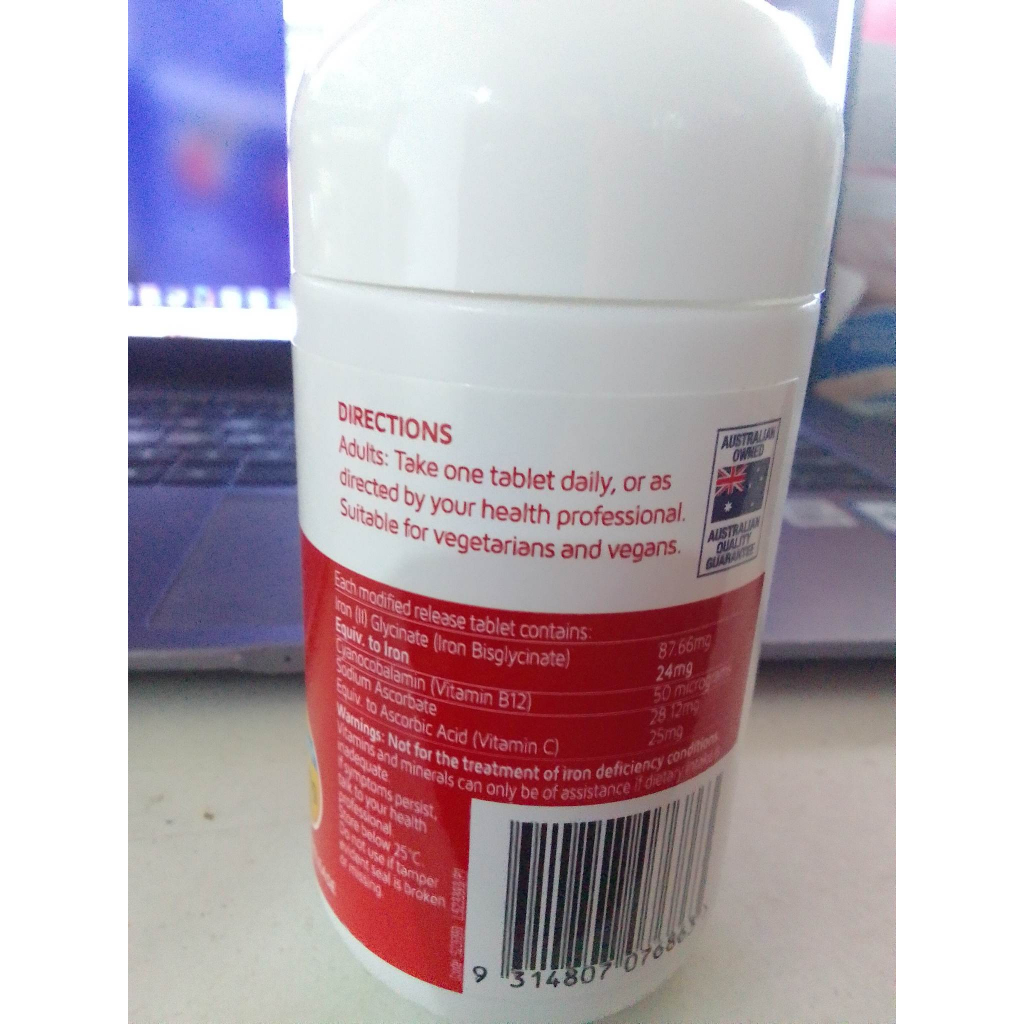 DIRECTIONS
Adults: Take one tablet daily, or as
directed by your health professional.
Suitable for vegetarians and vegans.
AUSTRALIAN
OWNED
AUSTRALIAN
QUALITY
GUARANTEE
Each modified release tablet contains:
Iron (II) Glycinate (Iron Bisglycinate) 87.66mg
Equiv. to Iron 24mg
Cyanocobalamin (Vitamin B12) 50 micrograms
Sodium Ascorbate 28.12mg
Equiv. to Ascorbic Acid (Vitamin C) 25mg
Warnings: Not for the treatment of iron deficiency conditions.
Vitamins and minerals can only be of assistance if dietary intake is
inadequate.
If symptoms persist,
talk to your health
professional.
Store below 25°C.
Do not use if tamper
evident seal is broken
or missing.
9 314807 07686